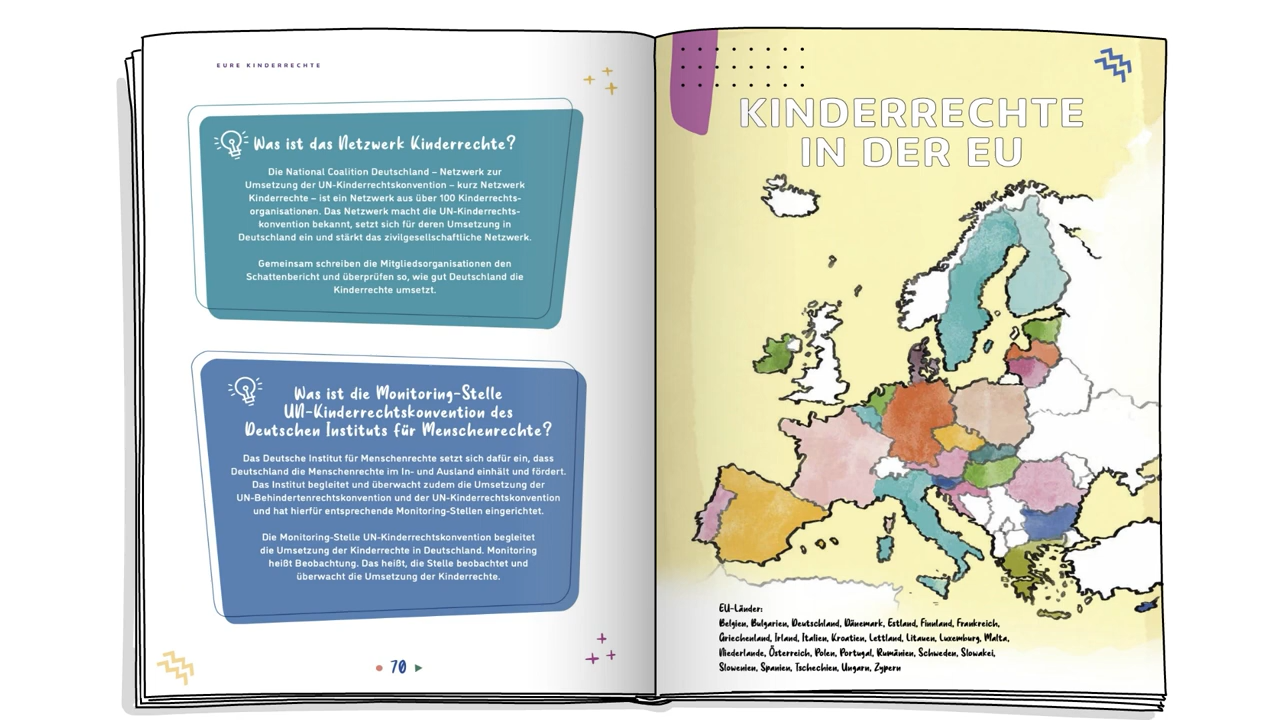 EURE KINDERRECHTE
Was ist das Netzwerk Kinderrechte?
Die National Coalition Deutschland – Netzwerk zur
Umsetzung der UN-Kinderrechtskonvention – kurz Netzwerk
Kinderrechte – ist ein Netzwerk aus über 100 Kinderrechts-
organisationen. Das Netzwerk macht die UN-Kinderrechts-
konvention bekannt, setzt sich für deren Umsetzung in
Deutschland ein und stärkt das zivilgesellschaftliche Netzwerk.
Gemeinsam schreiben die Mitgliedsorganisationen den
Schattenbericht und überprüfen so, wie gut Deutschland die
Kinderrechte umsetzt.
Was ist die Monitoring-Stelle
UN-Kinderrechtskonvention des
Deutschen Instituts für Menschenrechte?
Das Deutsche Institut für Menschenrechte setzt sich dafür ein, dass
Deutschland die Menschenrechte im In- und Ausland einhält und fördert.
Das Institut begleitet und überwacht zudem die Umsetzung der
UN-Behindertenrechtskonvention und der UN-Kinderrechtskonvention
und hat hierfür entsprechende Monitoring-Stellen eingerichtet.
Die Monitoring-Stelle UN-Kinderrechtskonvention begleitet
die Umsetzung der Kinderrechte in Deutschland. Monitoring
heißt Beobachtung. Das heißt, die Stelle beobachtet und
überwacht die Umsetzung der Kinderrechte.
70
KINDERRECHTE
IN DER EU
EU-Länder:
Belgien, Bulgarien, Deutschland, Dänemark, Estland, Finnland, Frankreich,
Griechenland, Irland, Italien, Kroatien, Lettland, Litauen, Luxemburg, Malta,
Niederlande, Österreich, Polen, Portugal, Rumänien, Schweden, Slowakei,
Slowenien, Spanien, Tschechien, Ungarn, Zypern